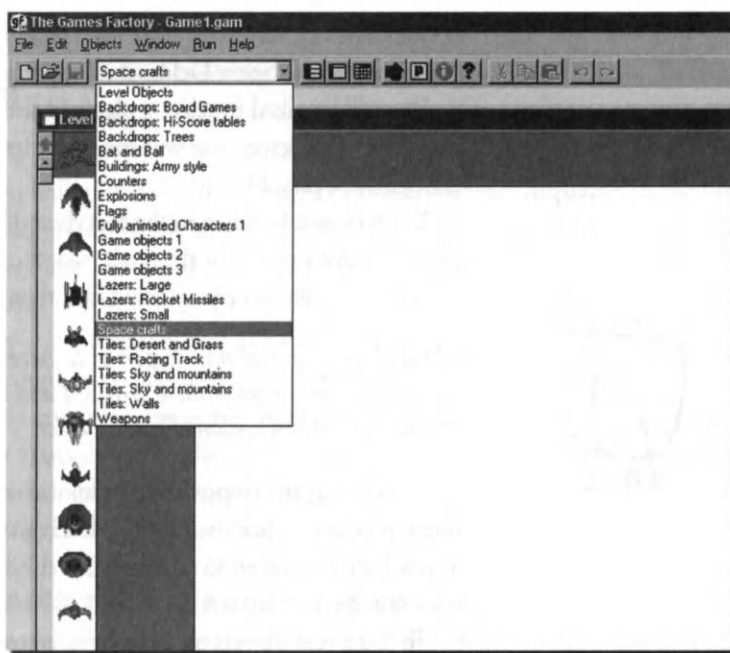 The Games Factory - Game1.gam
File Edit Objects Window Run Help
Space crafts
Level Objects
Backdrops: Board Games
Backdrops: Hi-Score tables
Backdrops: Trees
Bat and Ball
Buildings: Army style
Counters
Explosions
Flags
Fully animated Characters 1
Game objects 1
Game objects 2
Game objects 3
Lazers: Large
Lazers: Rocket Missiles
Lazers: Small
Space crafts
Tiles: Desert and Grass
Tiles: Racing Track
Tiles: Sky and mountains
Tiles: Sky and mountains
Tiles: Walls
Weapons
Level